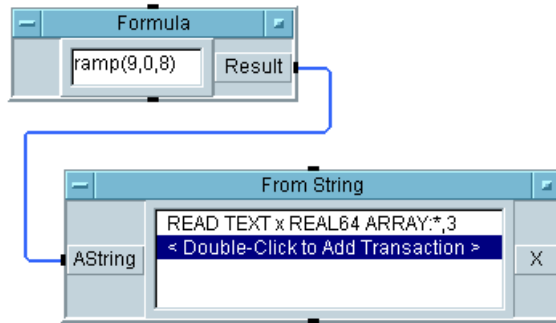 Formula
ramp(9,0,8)
Result
From String
READ TEXT x REAL64 ARRAY:*,3
< Double-Click to Add Transaction >
AString
X